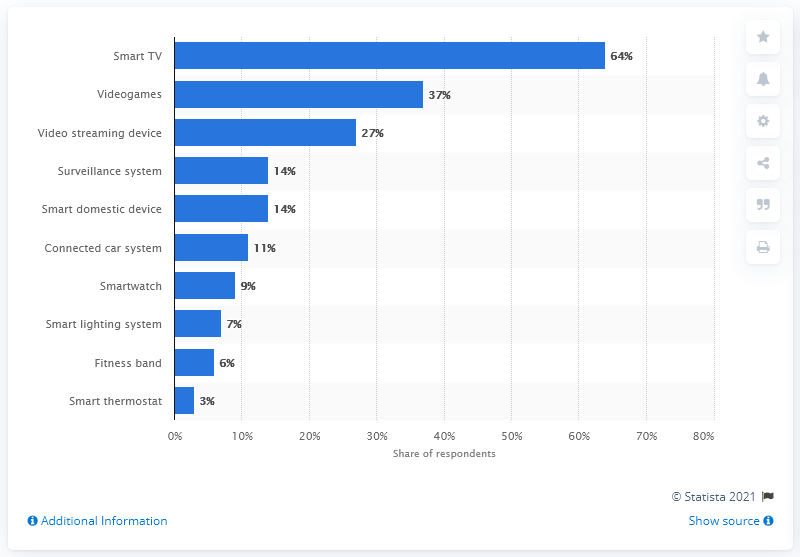 Smart TV 64%
Videogames 37%
Video streaming device 27%
Surveillance system 14%
Smart domestic device 14%
Connected car system 11%
Smartwatch 9%
Smart lighting system 7%
Fitness band 6%
Smart thermostat 3%
0% 10% 20% 30% 40% 50% 60% 70% 80%
Share of respondents
© Statista 2021
Additional Information Show source